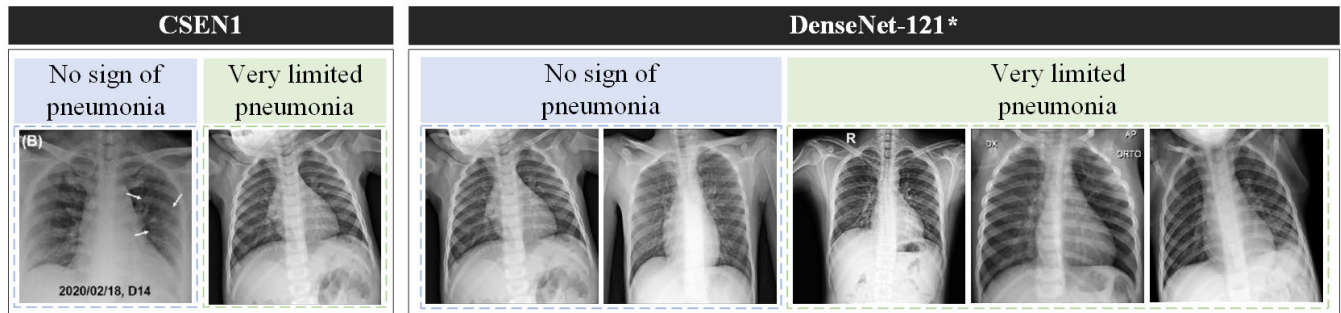 CSEN1
DenseNet-121*
No sign of
pneumonia
Very limited
pneumonia
No sign of
pneumonia
Very limited
pneumonia
(B)
2020/02/18, D14
R
DX
AP
ORTO